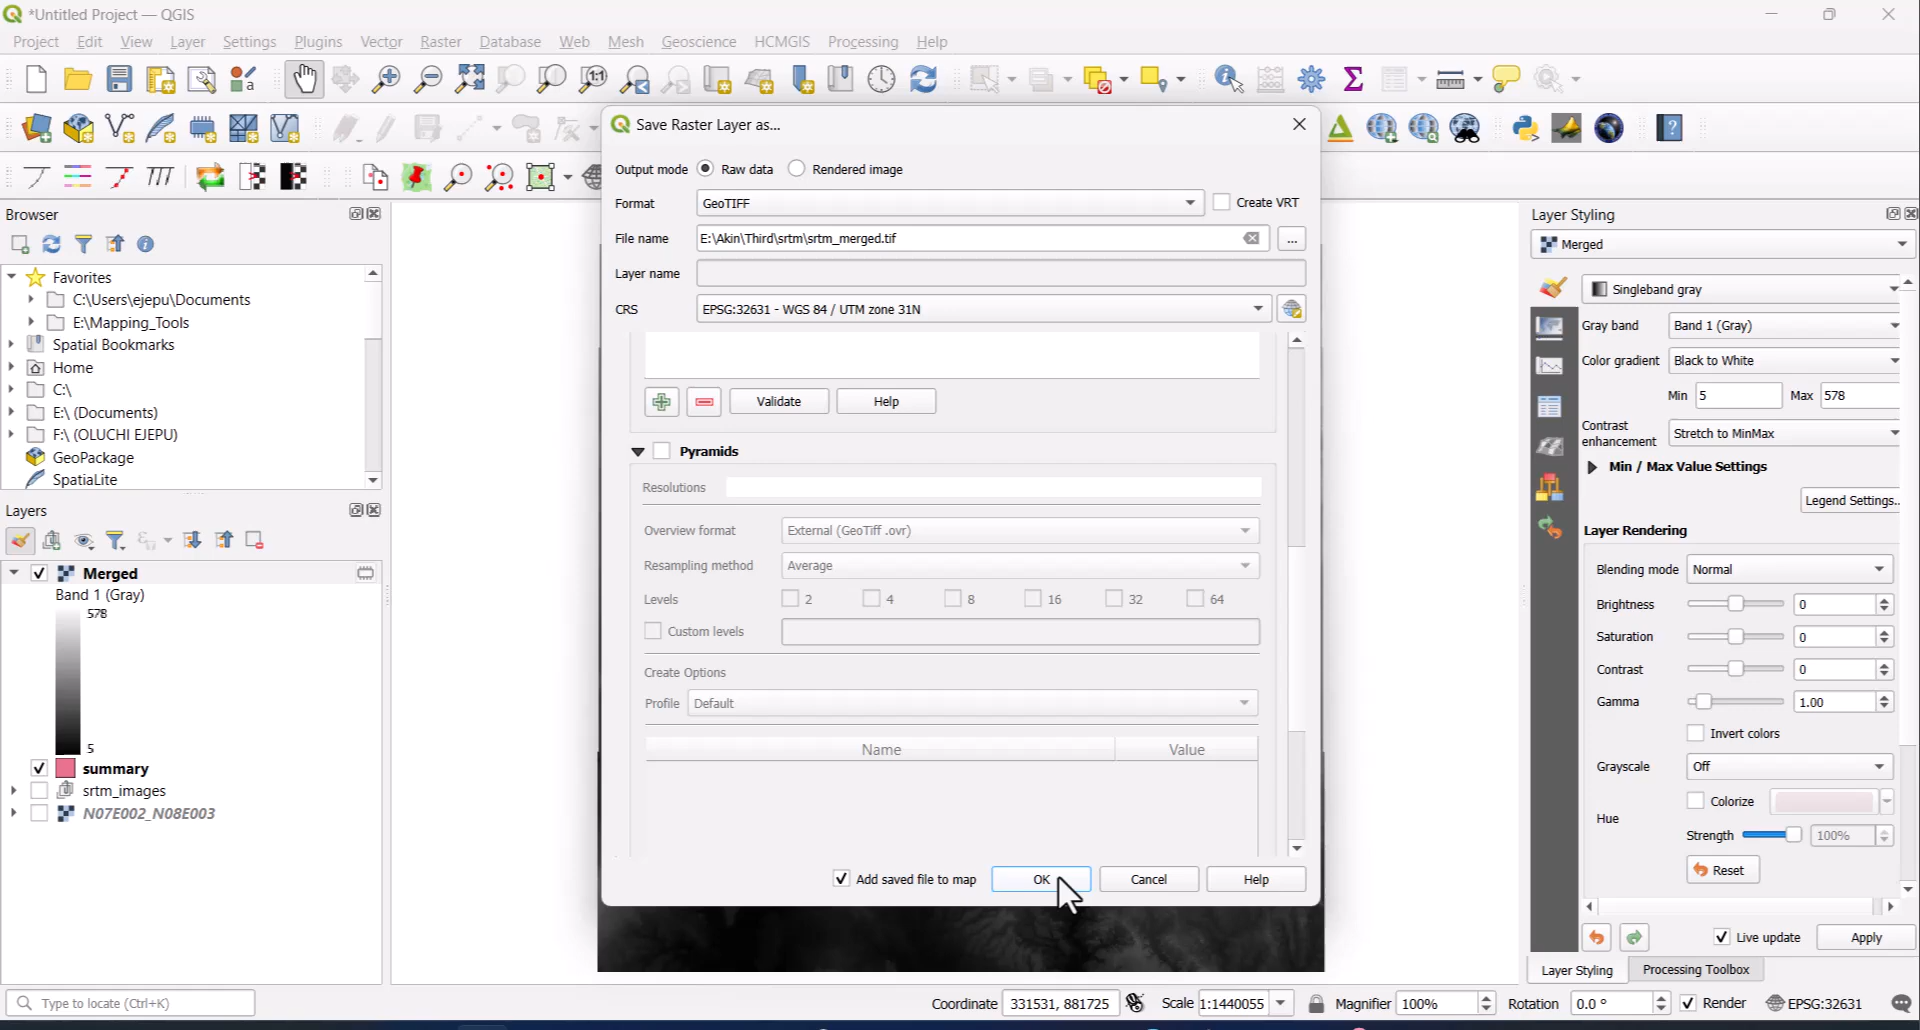 *Untitled Project — QGIS
Project Edit View Layer Settings Plugins Vector Raster Database Web Mesh Geoscience HCMGIS Processing Help
1:1
Save Raster Layer as...
Output mode Raw data Rendered image
Format GeoTIFF Create VRT
File name E:\Akin\Third\srtm\srtm_merged.tif ...
Layer name
CRS EPSG:32631 - WGS 84 / UTM zone 31N
Validate Help
Pyramids
Resolutions
Overview format External (GeoTiff .ovr)
Resampling method Average
Levels 2 4 8 16 32 64
Custom levels
Create Options
Profile Default
Name Value
Add saved file to map OK Cancel Help
Browser
Favorites
C:\Users\ejepu\Documents
E:\Mapping_Tools
Spatial Bookmarks
Home
C:\
E:\ (Documents)
F:\ (OLUCHI EJEPU)
GeoPackage
SpatiaLite
Layers
Merged
Band 1 (Gray)
578
5
summary
srtm_images
N07E002_N08E003
Layer Styling
Merged
Singleband gray
Gray band Band 1 (Gray)
Color gradient Black to White
Min 5 Max 578
Contrast
enhancement Stretch to MinMax
Min / Max Value Settings
Legend Settings..
Layer Rendering
Blending mode Normal
Brightness 0
Saturation 0
Contrast 0
Gamma 1.00
Invert colors
Grayscale Off
Hue Colorize
Strength 100%
Reset
Live update Apply
Layer Styling Processing Toolbox
Type to locate (Ctrl+K) Coordinate 331531, 881725 Scale 1:1440055 Magnifier 100% Rotation 0.0 ° Render EPSG:32631